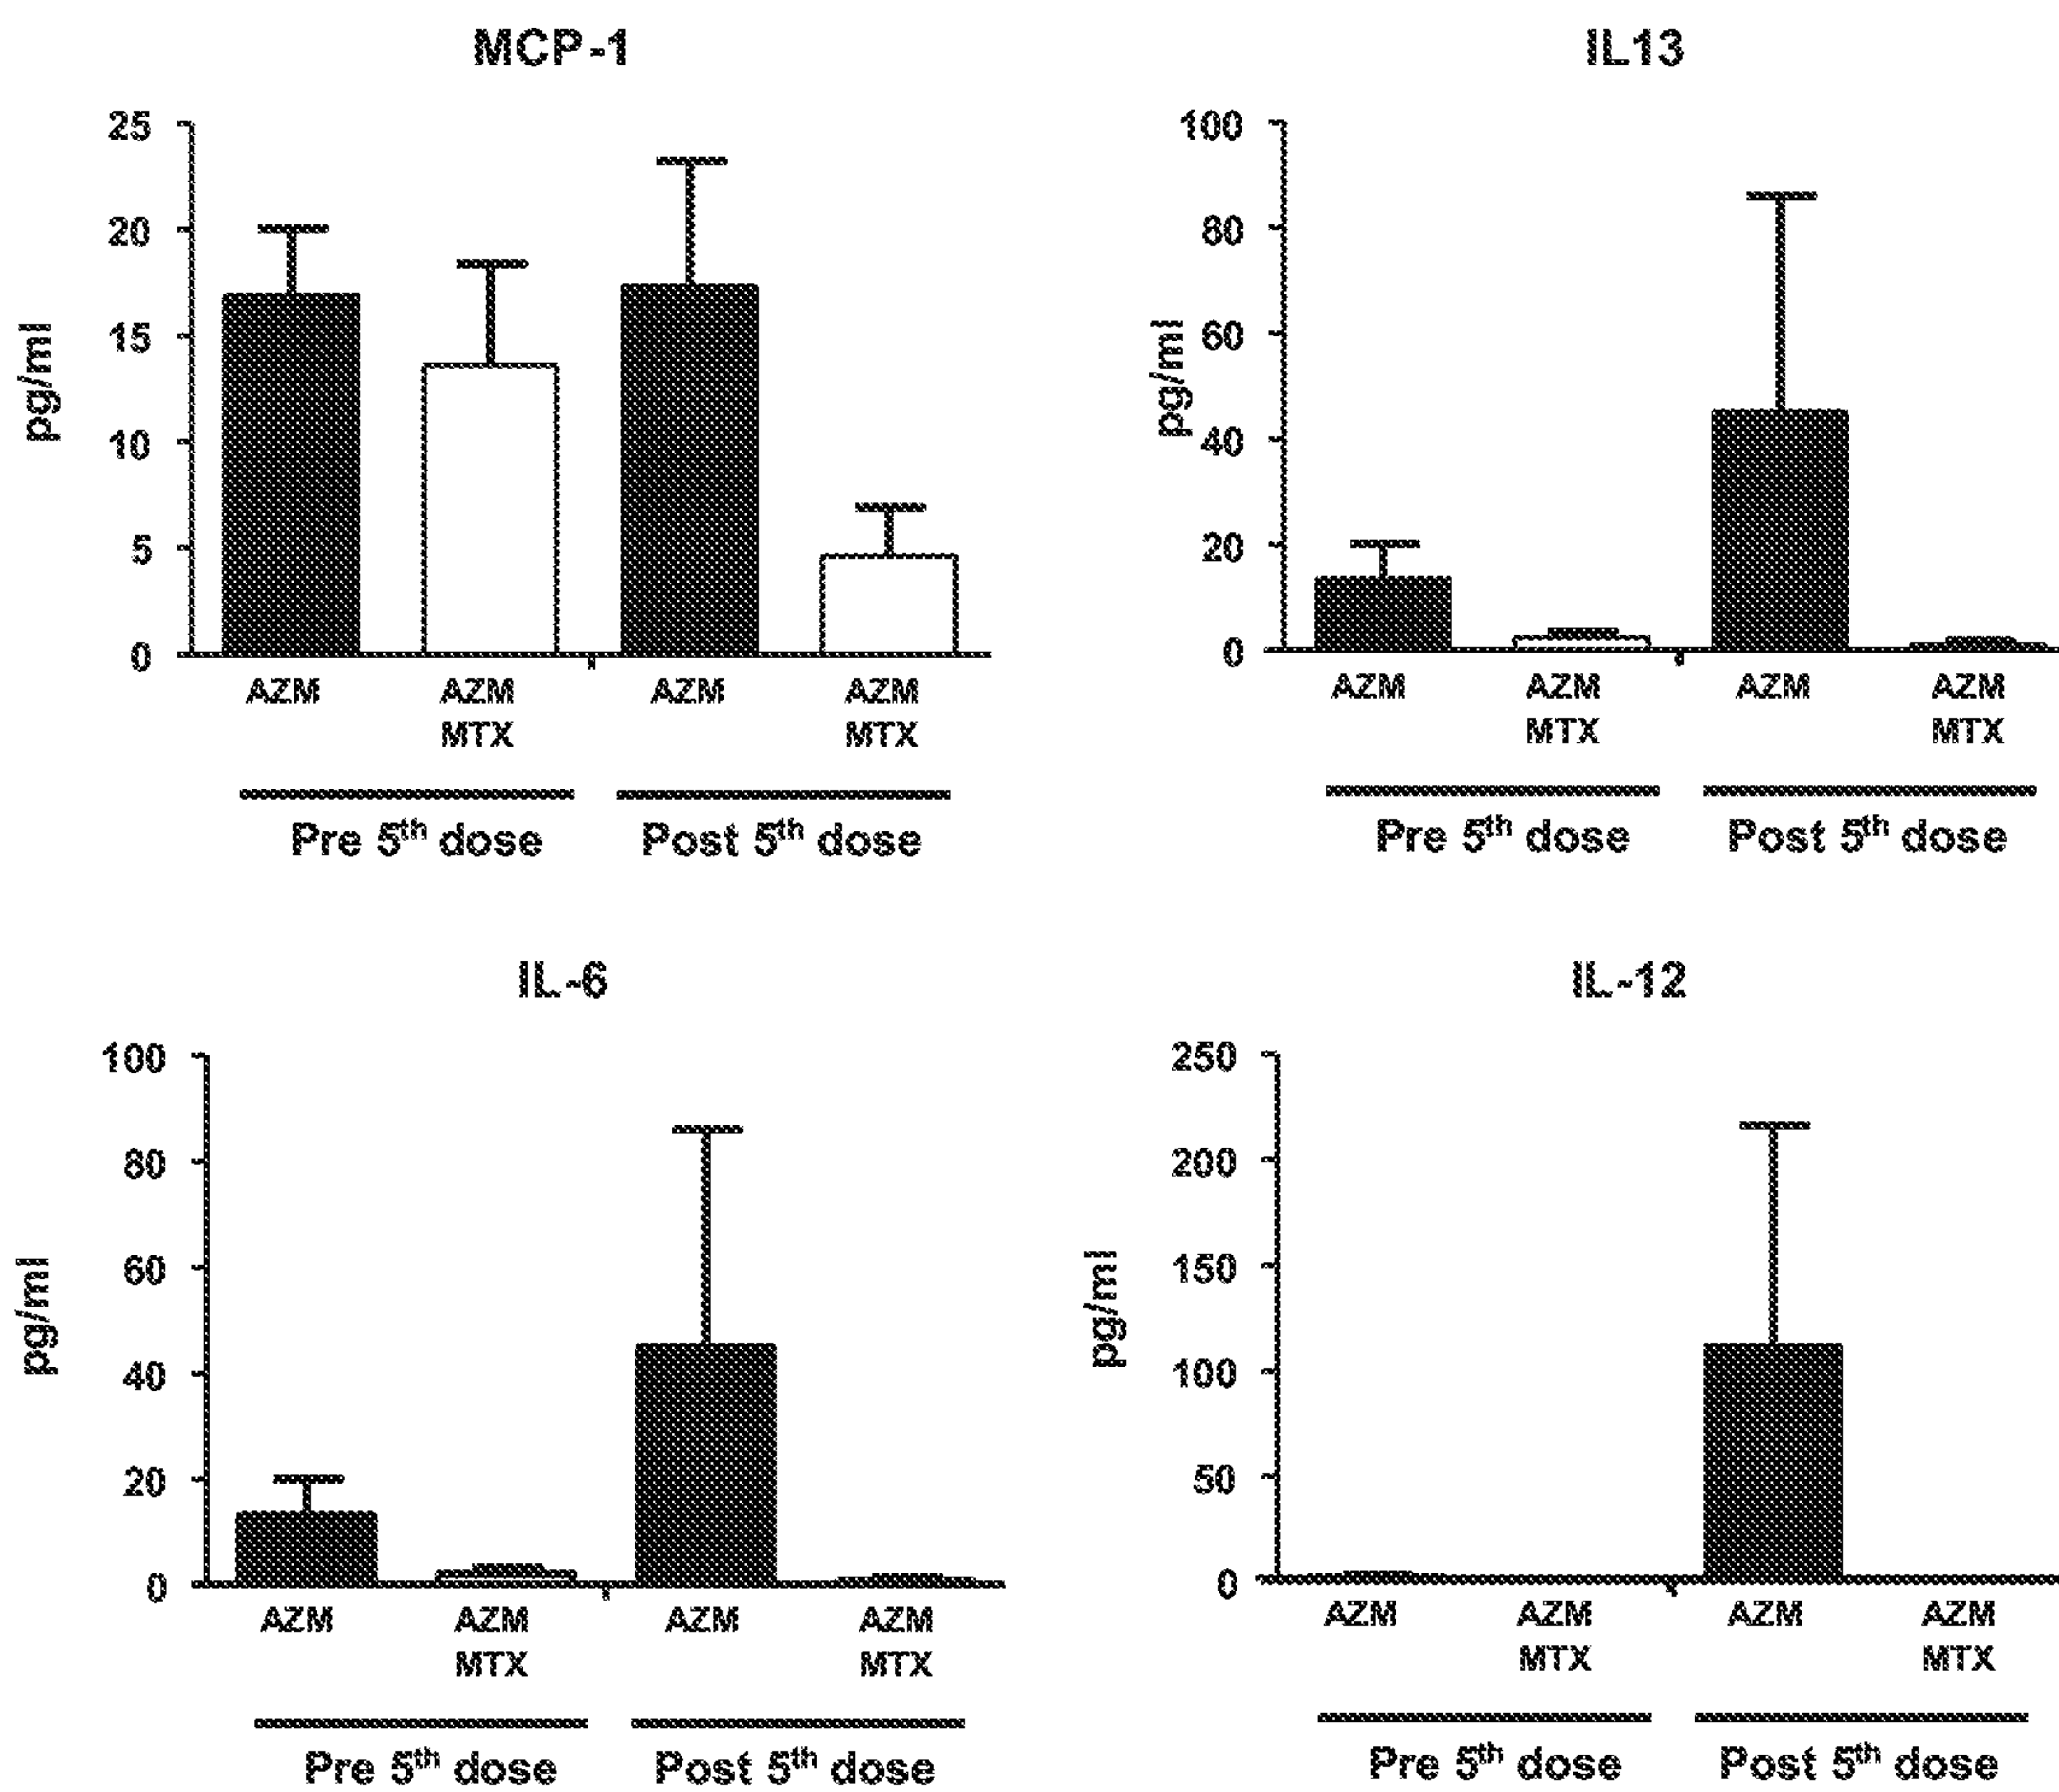 MCP-1
25
20
15
10
5
0
pg/ml
AZM AZM AZM AZM
MTX MTX
Pre 5th dose Post 5th dose
IL13
100
80
60
40
20
0
pg/ml
AZM AZM AZM AZM
MTX MTX
Pre 5th dose Post 5th dose
IL-6
100
80
60
40
20
0
pg/ml
AZM AZM AZM AZM
MTX MTX
Pre 5th dose Post 5th dose
IL-12
250
200
150
100
50
0
pg/ml
AZM AZM AZM AZM
MTX MTX
Pre 5th dose Post 5th dose